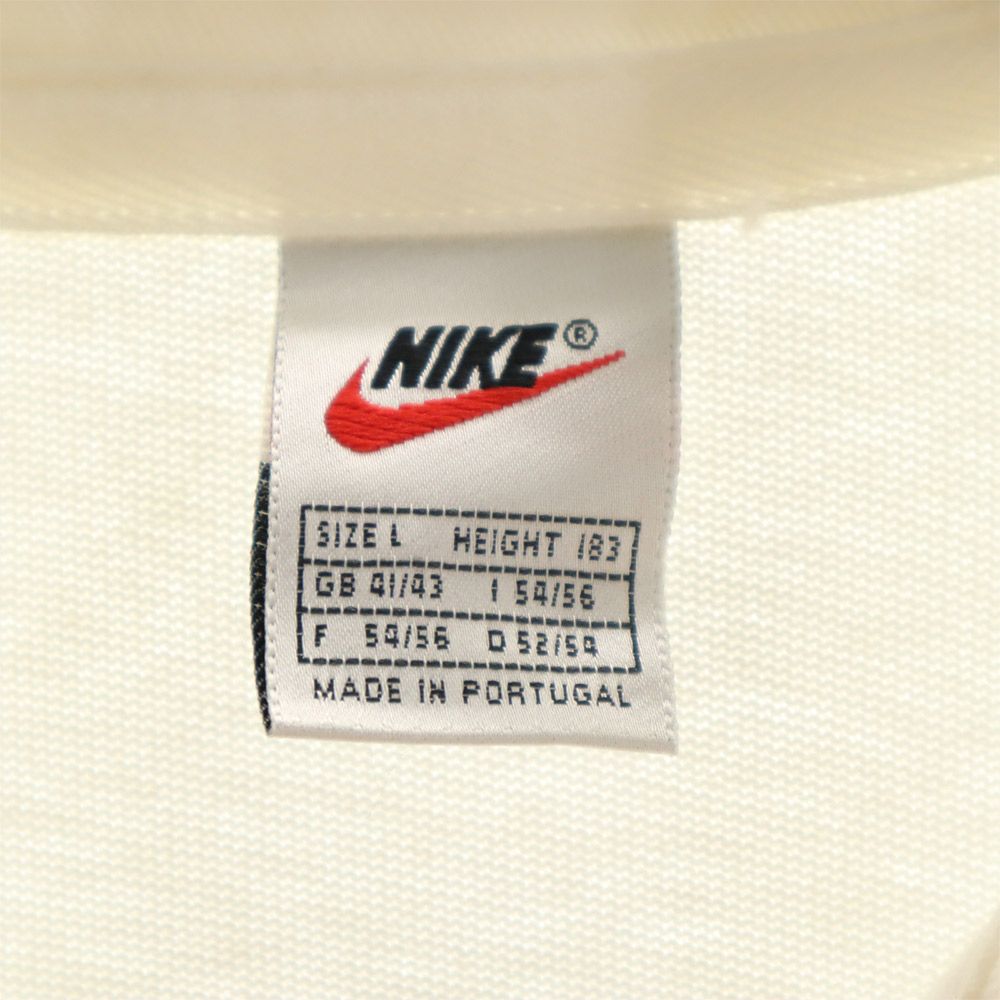 NIKE®
SIZE L HEIGHT 183
GB 41/43 I 54/56
F 54/56 D 52/54
MADE IN PORTUGAL